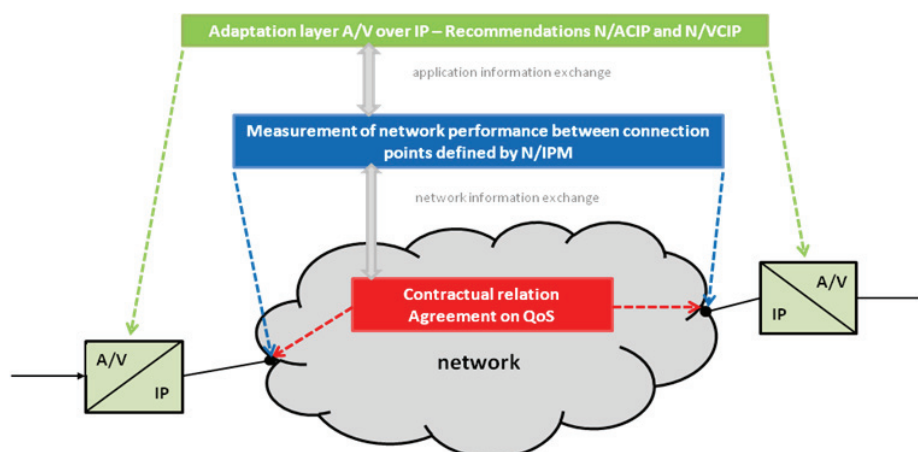 Adaptation layer A/V over IP – Recommendations N/ACIP and N/VCIP
application information exchange
Measurement of network performance between connection
points defined by N/IPM
network information exchange
Contractual relation
Agreement on QoS
A/V
IP
network
A/V
IP